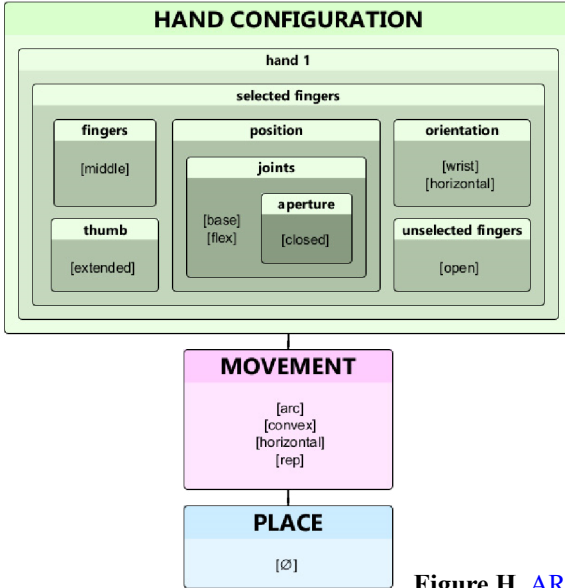 HAND CONFIGURATION
hand 1
selected fingers
fingers
[middle]
position
joints
[base]
[flex]
aperture
[closed]
orientation
[wrist]
[horizontal]
thumb
[extended]
unselected fingers
[open]
MOVEMENT
[arc]
[convex]
[horizontal]
[rep]
PLACE
[∅]
Figure H. AR